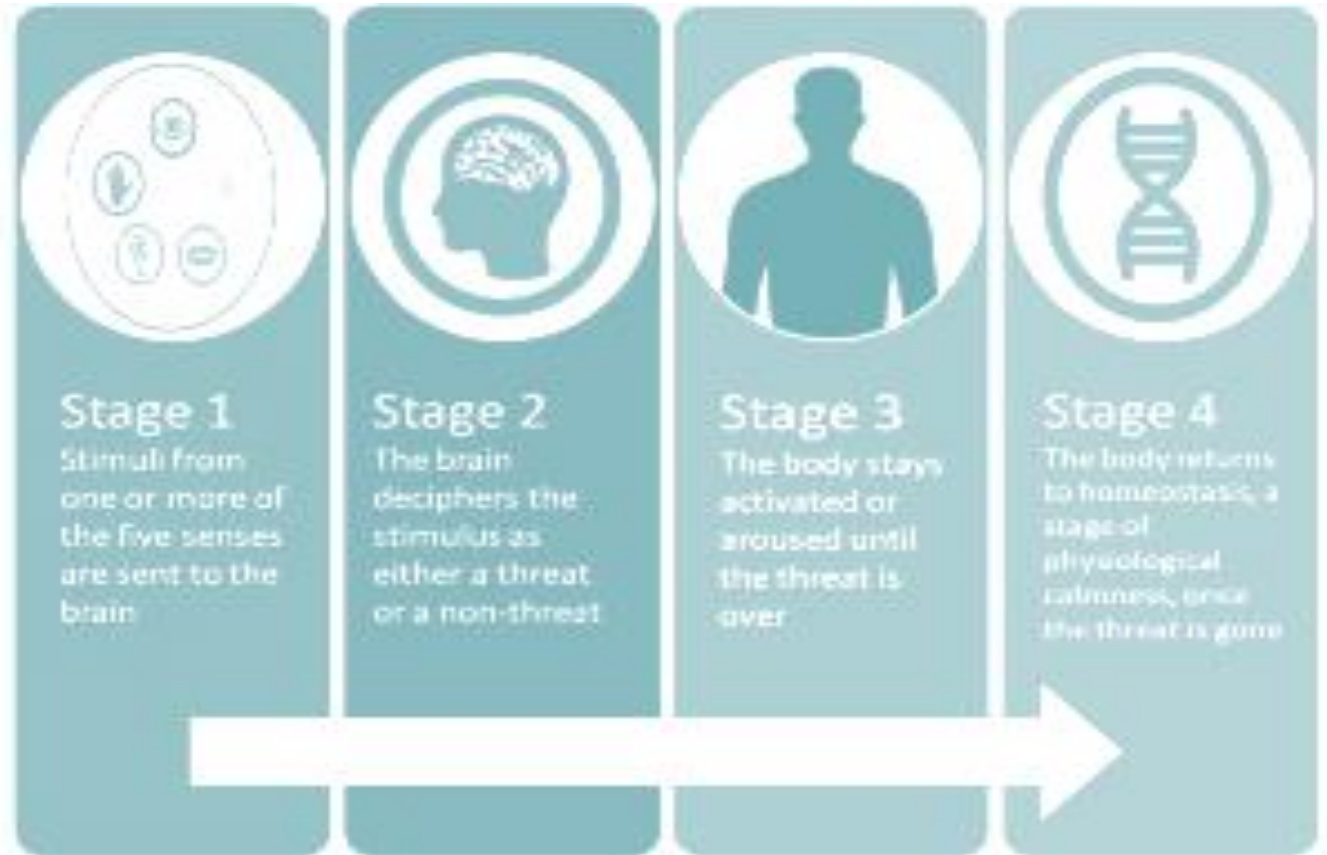 Stage 1
Stimuli from
one or more of
the five senses
are sent to the
brain
Stage 2
The brain
deciphers the
stimulus as
either a threat
or a non-threat
Stage 3
The body stays
activated or
aroused until
the threat is
over
Stage 4
The body returns
to homeostasis, a
stage of
physiological
calmness, once
the threat is gone